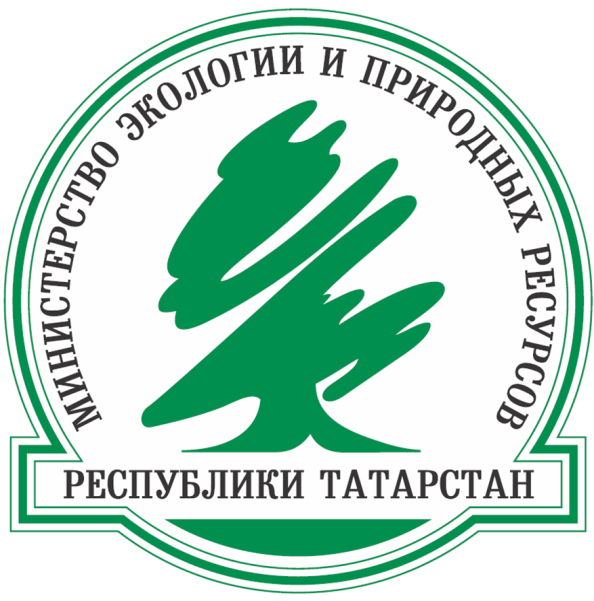 МИНИСТЕРСТВО ЭКОЛОГИИ И ПРИРОДНЫХ РЕСУРСОВ
РЕСПУБЛИКИ ТАТАРСТАН